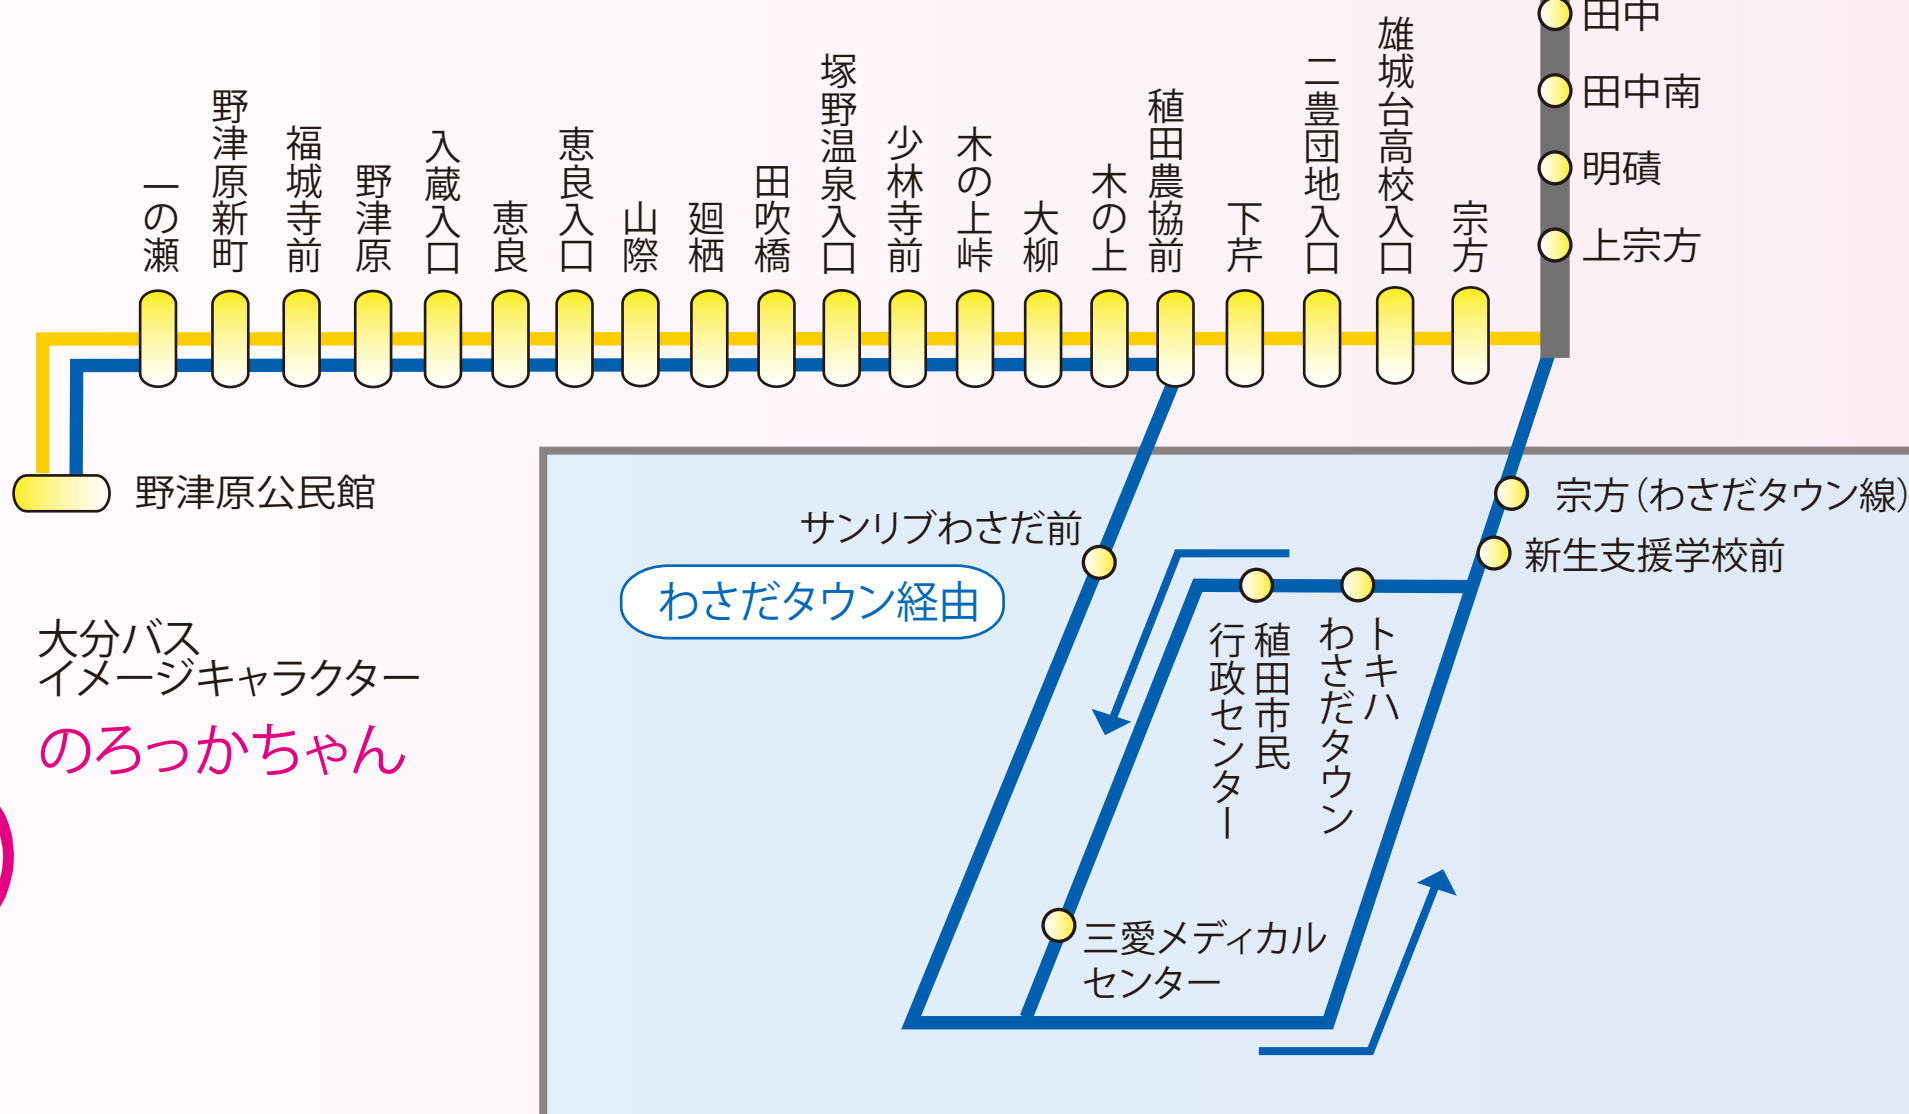 田中
田中南
明磧
上宗方
一の瀬
野津原新町
福城寺前
野津原
入蔵入口
恵良
恵良入口
山際
廻栖
田吹橋
塚野温泉入口
少林寺前
木の上峠
大柳
木の上
稙田農協前
下芹
二豊団地入口
雄城台高校入口
宗方
野津原公民館
宗方（わさだタウン線）
新生支援学校前
サンリブわさだ前
わさだタウン経由
トキハ
わさだタウン
稙田市民
行政センター
三愛メディカル
センター
大分バス
イメージキャラクター
のろっかちゃん